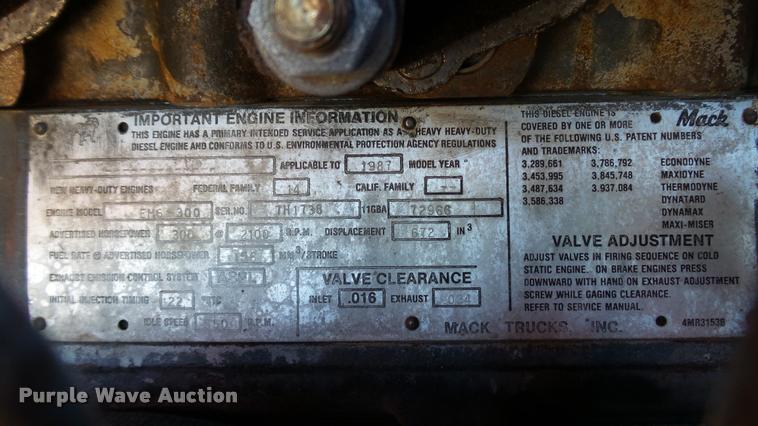 IMPORTANT ENGINE INFORMATION
THIS ENGINE HAS A PRIMARY INTENDED SERVICE APPLICATION AS A HEAVY HEAVY-DUTY
DIESEL ENGINE AND CONFORMS TO U.S. ENVIRONMENTAL PROTECTION AGENCY REGULATIONS
APPLICABLE TO 1987 MODEL YEAR
NEW HEAVY-DUTY ENGINES FEDERAL FAMILY 14 CALIF. FAMILY --
ENGINE MODEL EM6-300 SER. NO. 7H1738 11GBA 72966
ADVERTISED HORSEPOWER 300 @ 2100 R.P.M. DISPLACEMENT 672 IN3
FUEL RATE @ ADVERTISED HORSEPOWER MM3/STROKE
EXHAUST EMISSION CONTROL SYSTEM
INITIAL INJECTION TIMING 22 °BTC
IDLE SPEED R.P.M.
VALVE CLEARANCE
INLET .016 EXHAUST .024
MACK TRUCKS, INC.
THIS DIESEL ENGINE IS
COVERED BY ONE OR MORE
OF THE FOLLOWING U.S. PATENT NUMBERS
AND TRADEMARKS:
Mack
3,289,661 3,786,792 ECONODYNE
3,453,995 3,845,748 MAXIDYNE
3,487,634 3,937,084 THERMODYNE
3,586,338 DYNATARD
DYNAMAX
MAXI-MISER
VALVE ADJUSTMENT
ADJUST VALVES IN FIRING SEQUENCE ON COLD
STATIC ENGINE. ON BRAKE ENGINES PRESS
DOWNWARD WITH HAND ON EXHAUST ADJUSTMENT
SCREW WHILE GAGING CLEARANCE.
REFER TO SERVICE MANUAL.
4MR3153B
Purple Wave Auction